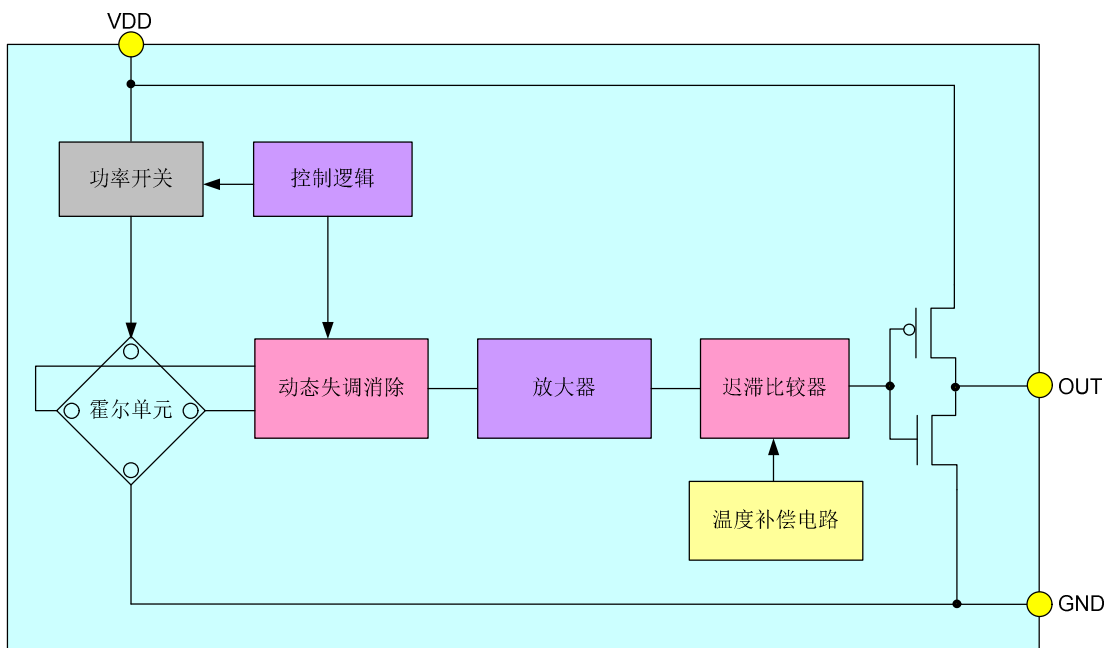 VDD
功率开关
控制逻辑
霍尔单元
动态失调消除
放大器
迟滞比较器
OUT
温度补偿电路
GND